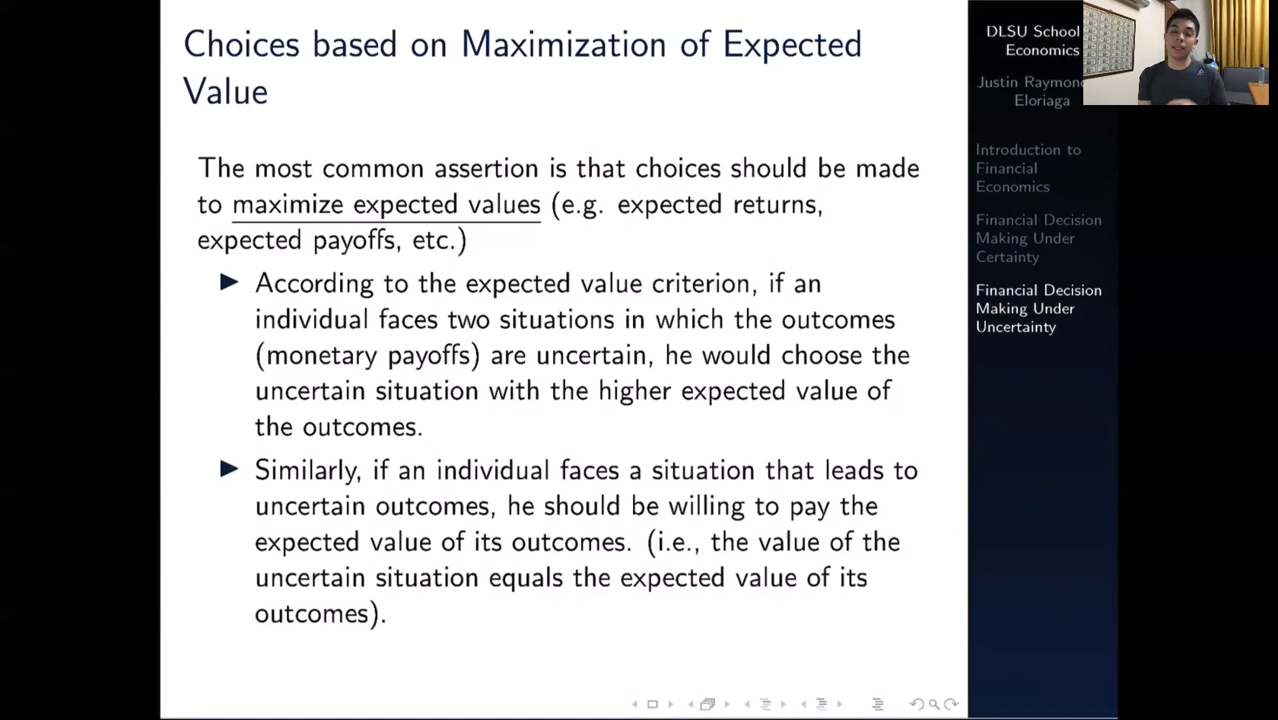 Choices based on Maximization of Expected
Value
The most common assertion is that choices should be made
to maximize expected values (e.g. expected returns,
expected payoffs, etc.)
According to the expected value criterion, if an
individual faces two situations in which the outcomes
(monetary payoffs) are uncertain, he would choose the
uncertain situation with the higher expected value of
the outcomes.
Similarly, if an individual faces a situation that leads to
uncertain outcomes, he should be willing to pay the
expected value of its outcomes. (i.e., the value of the
uncertain situation equals the expected value of its
outcomes).
DLSU School
Economics
Justin Raymon
Eloriaga
Introduction to
Financial
Economics
Financial Decision
Making Under
Certainty
Financial Decision
Making Under
Uncertainty